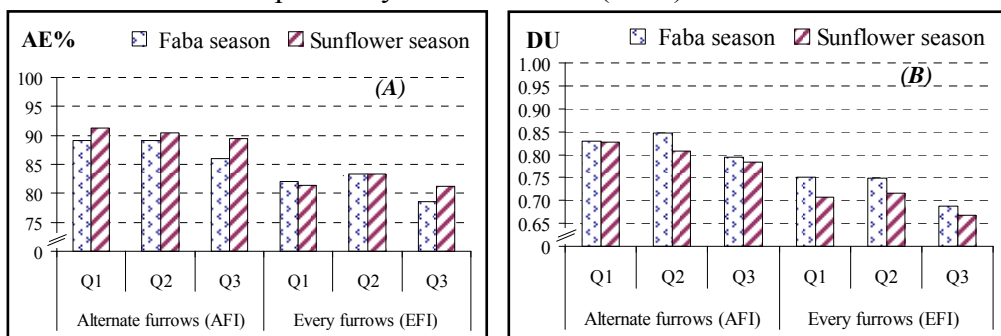 AE% Faba season Sunflower season
(A)
100
95
90
85
80
75
0
Q1 Q2 Q3 Q1 Q2 Q3
Alternate furrows (AFI) Every furrows (EFI)
DU Faba season Sunflower season
(B)
1.00
0.95
0.90
0.85
0.80
0.75
0.70
0.65
0
Q1 Q2 Q3 Q1 Q2 Q3
Alternate furrows (AFI) Every furrows (EFI)